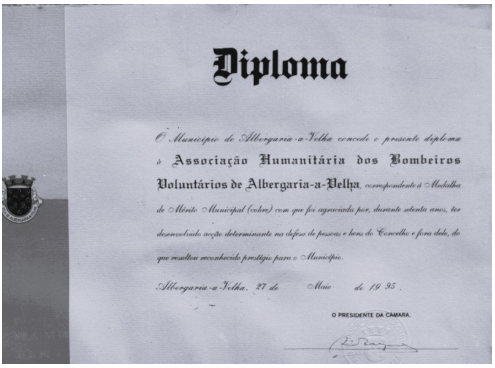 Diploma
O Município de Albergaria-a-Velha concede o presente diploma
à Associação Humanitária dos Bombeiros
Voluntários de Albergaria-a-Velha, correspondente à Medalha
de Mérito Municipal (cobre) com que foi agraciada por, durante setenta anos, ter
desenvolvido acção determinante na defesa de pessoas e bens do Concelho e fora dele, do
que resultou reconhecido prestígio para o Município.
Albergaria-a-Velha, 27 de Maio de 1995.
O PRESIDENTE DA CÂMARA,